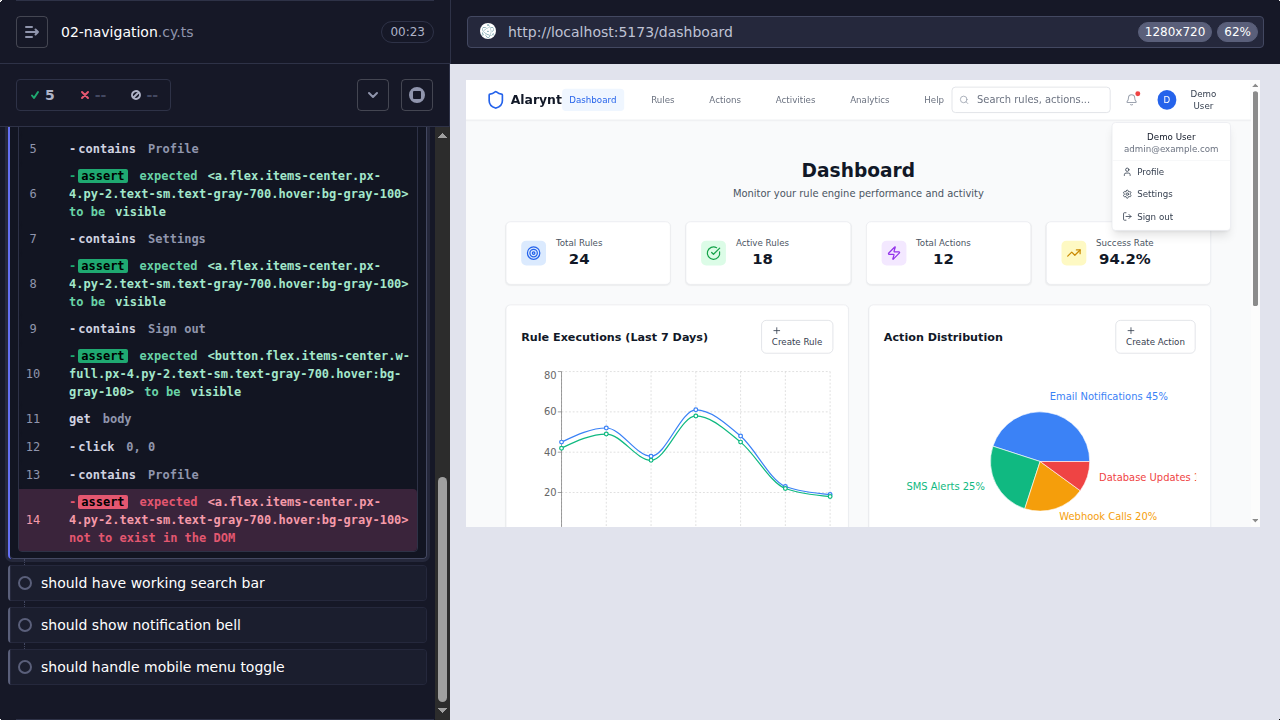 02-navigation.cy.ts
00:23
5
--
--
5 -contains Profile
6 -assert expected <a.flex.items-center.px-4.py-2.text-sm.text-gray-700.hover:bg-gray-100> to be visible
7 -contains Settings
8 -assert expected <a.flex.items-center.px-4.py-2.text-sm.text-gray-700.hover:bg-gray-100> to be visible
9 -contains Sign out
10 -assert expected <button.flex.items-center.w-full.px-4.py-2.text-sm.text-gray-700.hover:bg-gray-100> to be visible
11 get body
12 -click 0, 0
13 -contains Profile
14 -assert expected <a.flex.items-center.px-4.py-2.text-sm.text-gray-700.hover:bg-gray-100> not to exist in the DOM
should have working search bar
should show notification bell
should handle mobile menu toggle
http://localhost:5173/dashboard
1280x720
62%
Alarynt
Dashboard
Rules
Actions
Activities
Analytics
Help
Search rules, actions...
D
Demo User
Demo User
admin@example.com
Profile
Settings
Sign out
Dashboard
Monitor your rule engine performance and activity
Total Rules
24
Active Rules
18
Total Actions
12
Success Rate
94.2%
Rule Executions (Last 7 Days)
+
Create Rule
80
60
40
20
Action Distribution
+
Create Action
Email Notifications 45%
Database Updates
SMS Alerts 25%
Webhook Calls 20%